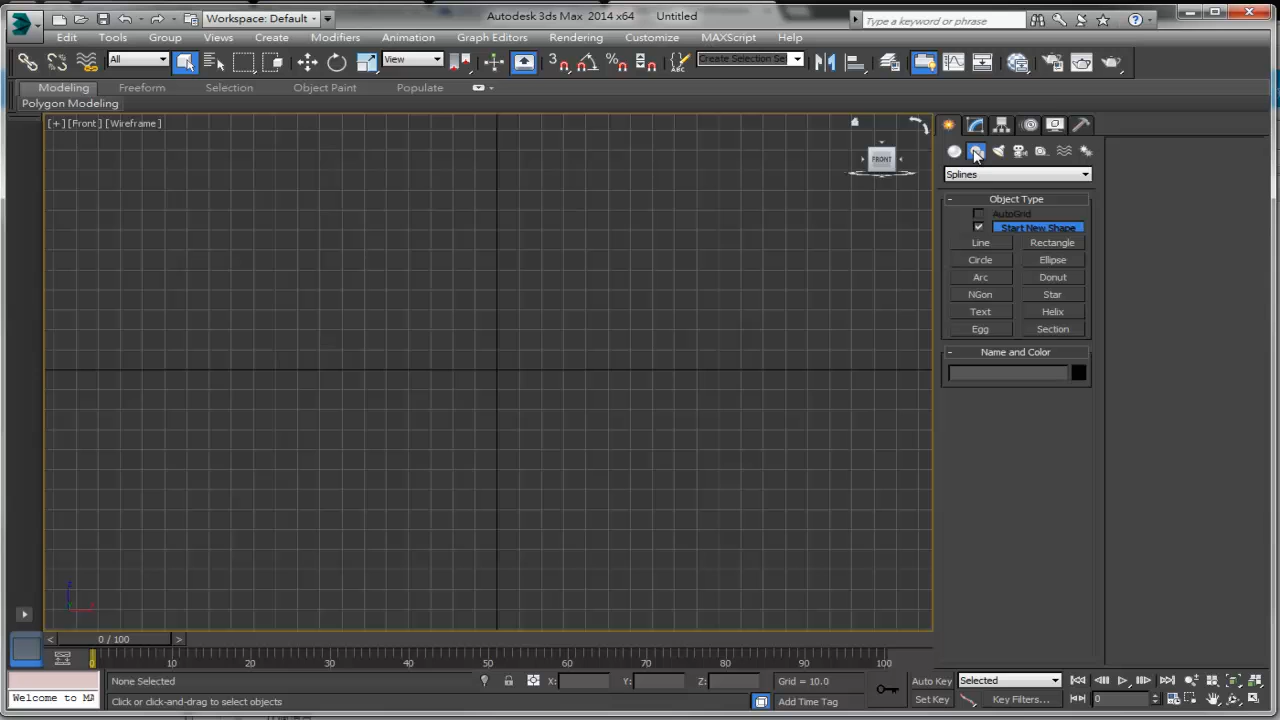 Workspace: Default
Autodesk 3ds Max 2014 x64 Untitled
Type a keyword or phrase
Edit Tools Group Views Create Modifiers Animation Graph Editors Rendering Customize MAXScript Help
All
View
Create Selection Se
Modeling Freeform Selection Object Paint Populate
Polygon Modeling
[+] [Front] [Wireframe]
FRONT
Splines
Object Type
AutoGrid
Start New Shape
Line Rectangle
Circle Ellipse
Arc Donut
NGon Star
Text Helix
Egg Section
Name and Color
z
x
0 / 100
0 10 20 30 40 50 60 70 80 90 100
None Selected
X: Y: Z: Grid = 10.0
Auto Key Selected
Welcome to MA
Click or click-and-drag to select objects
Add Time Tag
Set Key Key Filters...
0